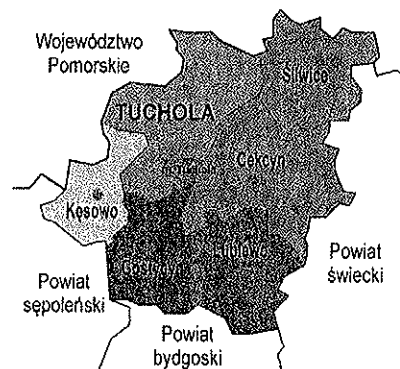 Województwo
Pomorskie
Śliwice
TUCHOLA
Cekcyn
Kęsowo
Gostycyn
Lubiewo
Powiat
sępoleński
Powiat
świecki
Powiat
bydgoski